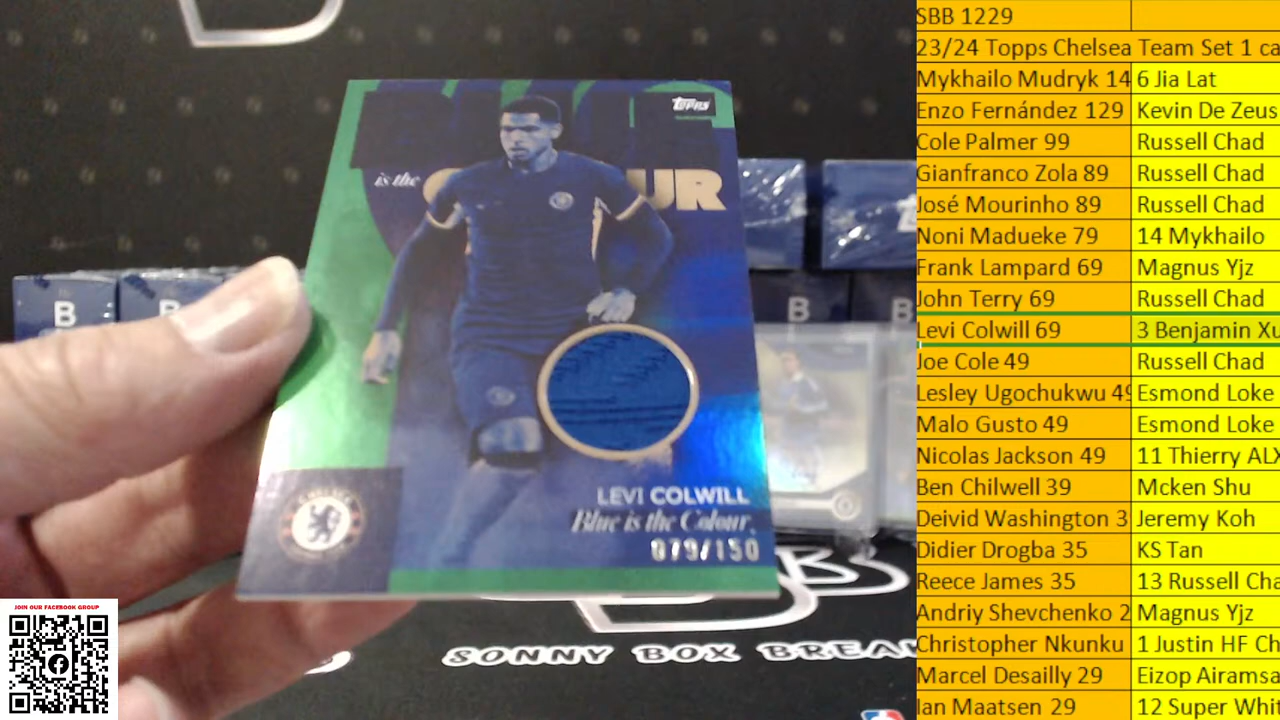 TOPPS
BLUE
is the
UR
LEVI COLWILL
Blue is the Colour.
079/150
B
B
B
SONNY BOX BREA
JOIN OUR FACEBOOK GROUP
SBB 1229
23/24 Topps Chelsea Team Set 1 ca
Mykhailo Mudryk 14 6 Jia Lat
Enzo Fernández 129 Kevin De Zeus
Cole Palmer 99 Russell Chad
Gianfranco Zola 89 Russell Chad
José Mourinho 89 Russell Chad
Noni Madueke 79 14 Mykhailo
Frank Lampard 69 Magnus Yjz
John Terry 69 Russell Chad
Levi Colwill 69 3 Benjamin Xu
Joe Cole 49 Russell Chad
Lesley Ugochukwu 49 Esmond Loke
Malo Gusto 49 Esmond Loke
Nicolas Jackson 49 11 Thierry ALX
Ben Chilwell 39 Mcken Shu
Deivid Washington 3 Jeremy Koh
Didier Drogba 35 KS Tan
Reece James 35 13 Russell Cha
Andriy Shevchenko 2 Magnus Yjz
Christopher Nkunku 1 Justin HF Ch
Marcel Desailly 29 Eizop Airamsa
Ian Maatsen 29 12 Super Whit